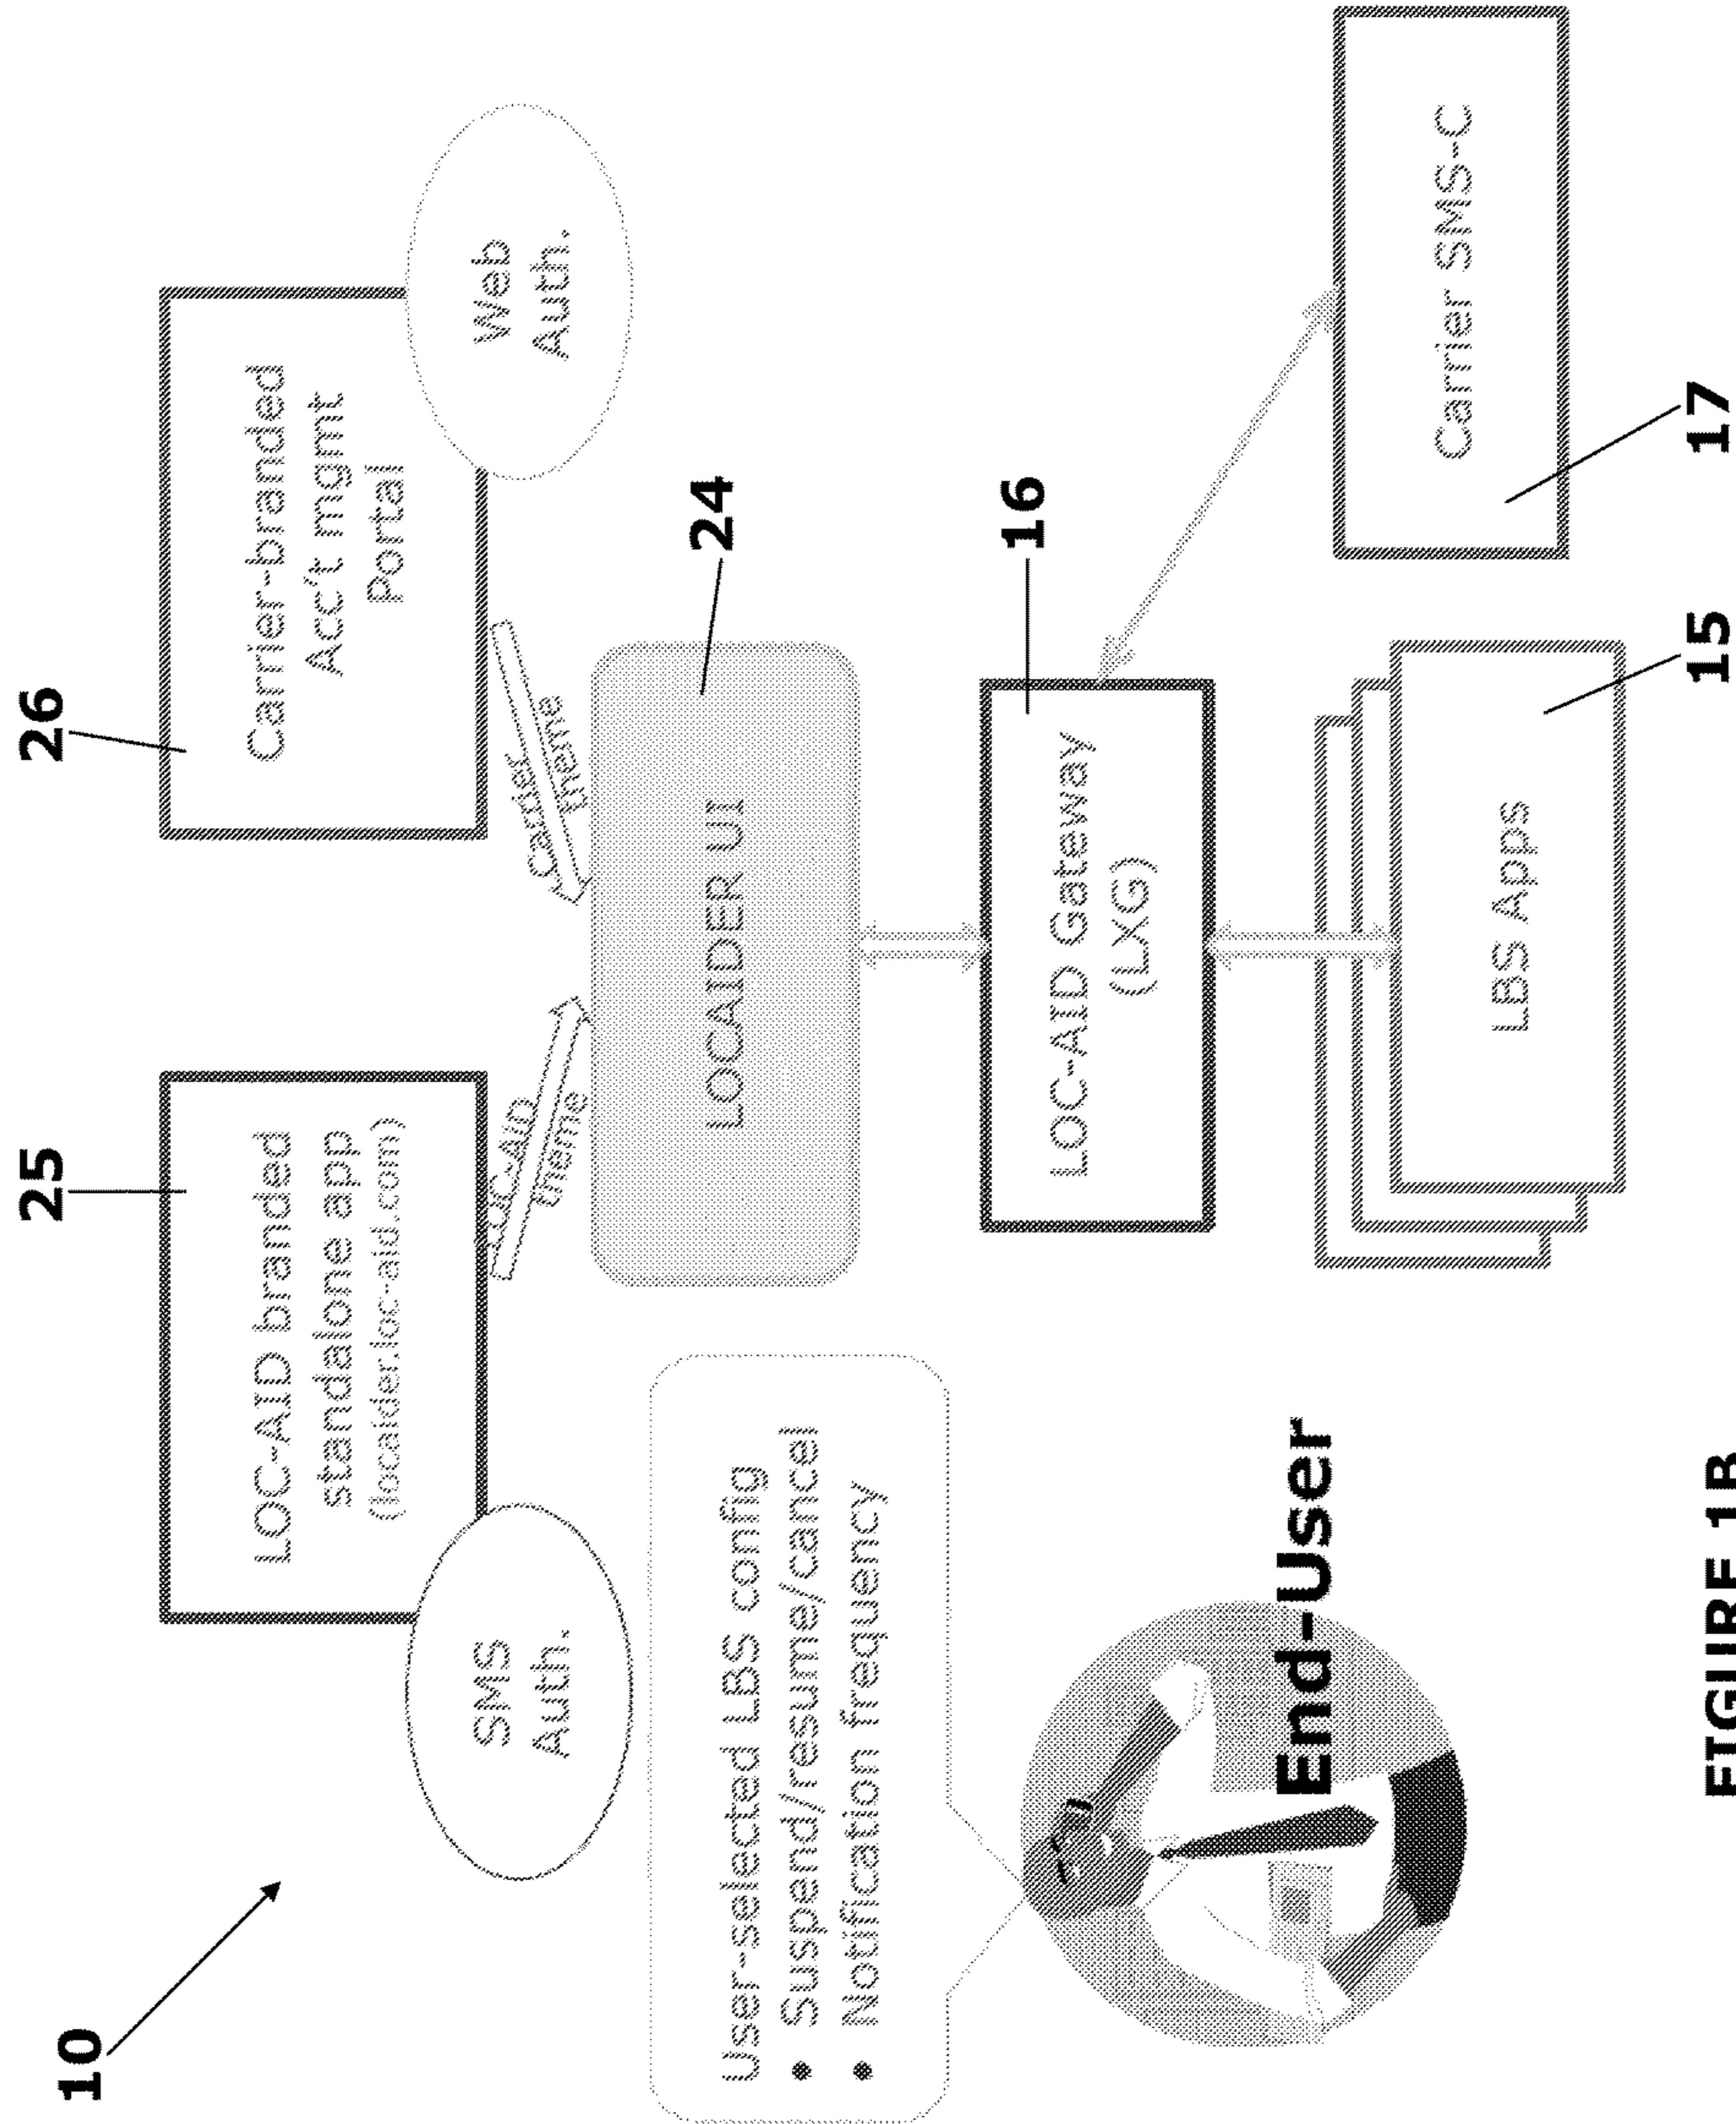 10
25
26
LOC-AID branded
standalone app
(locaider.loc-aid.com)
Carrier-branded
Acc't mgmt
Portal
SMS
Auth.
Web
Auth.
LOC-AID
theme
Carrier
theme
User-selected LBS config
• Suspend/resume/cancel
• Notification frequency
LOCAIDER UI
24
16
LOC-AID Gateway
(LXG)
End-User
LBS Apps
Carrier SMS-C
15
17
FIGURE 1B